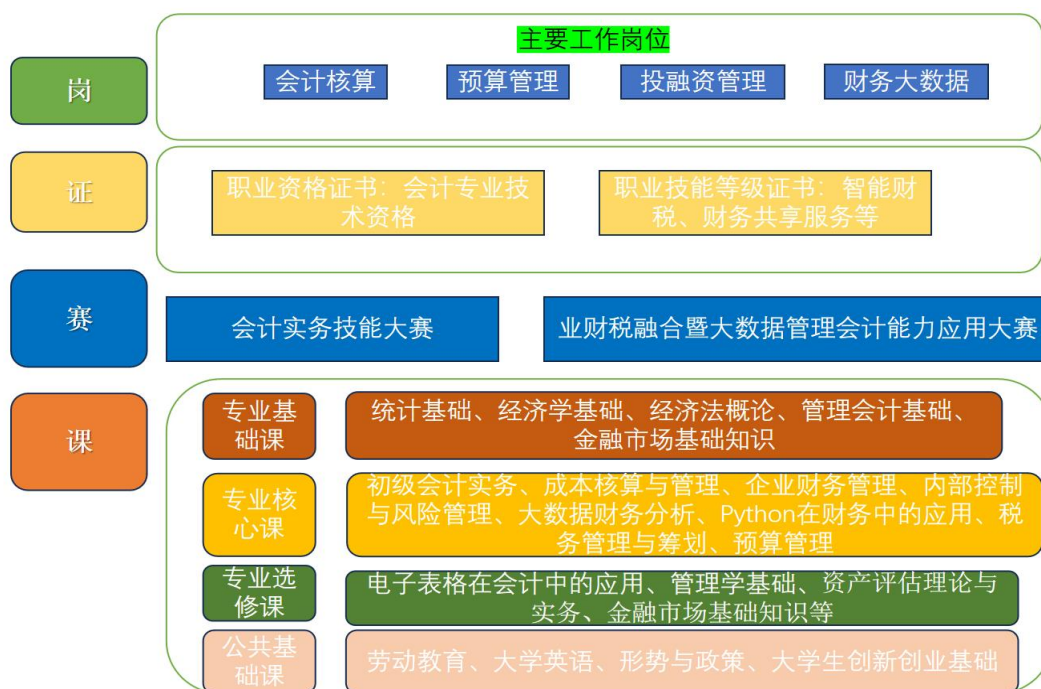 主要工作岗位
岗
会计核算
预算管理
投融资管理
财务大数据
证
职业资格证书：会计专业技
术资格
职业技能等级证书：智能财
税、财务共享服务等
赛
会计实务技能大赛
业财税融合暨大数据管理会计能力应用大赛
课
专业基
础课
统计基础、经济学基础、经济法概论、管理会计基础、
金融市场基础知识
专业核
心课
初级会计实务、成本核算与管理、企业财务管理、内部控制
与风险管理、大数据财务分析、Python在财务中的应用、税
务管理与筹划、预算管理
专业选
修课
电子表格在会计中的应用、管理学基础、资产评估理论与
实务、金融市场基础知识等
公共基
础课
劳动教育、大学英语、形势与政策、大学生创新创业基础